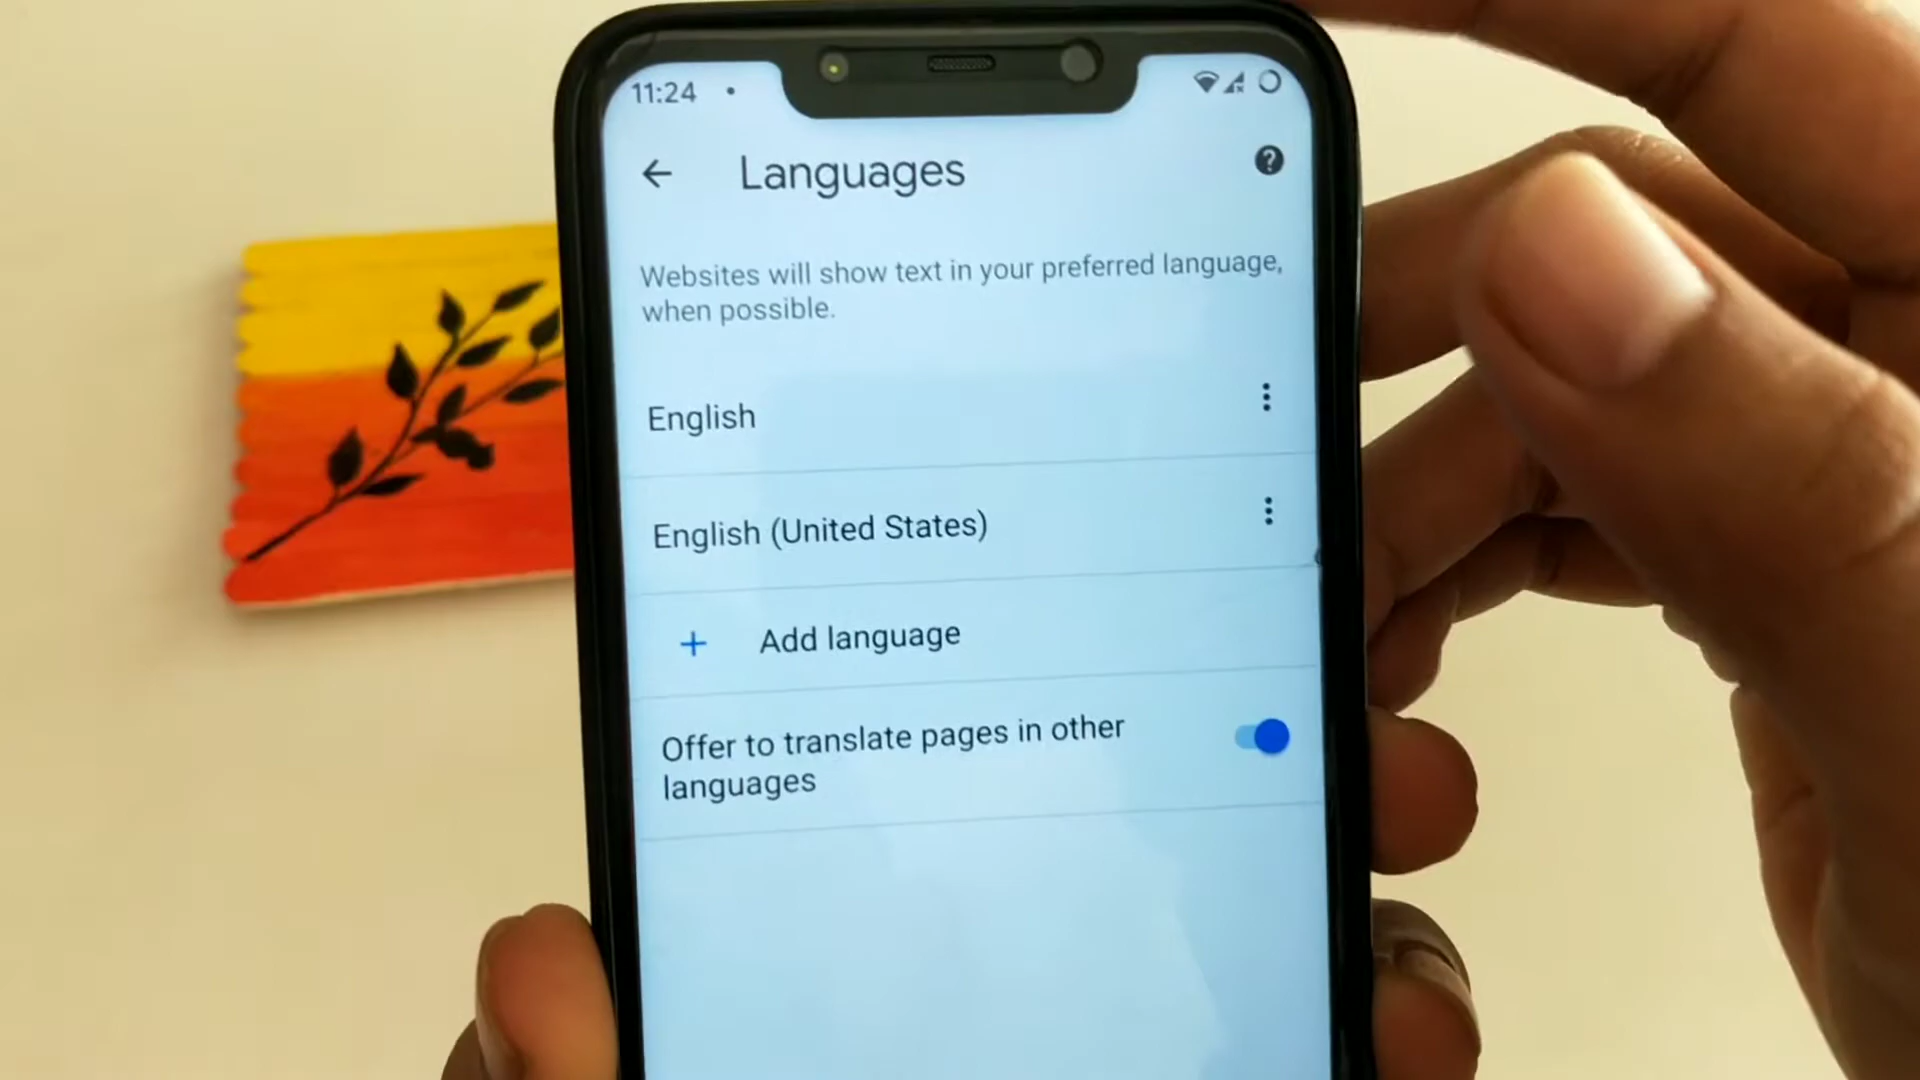 11:24
Languages
Websites will show text in your preferred language,
when possible.
English
English (United States)
+ Add language
Offer to translate pages in other
languages